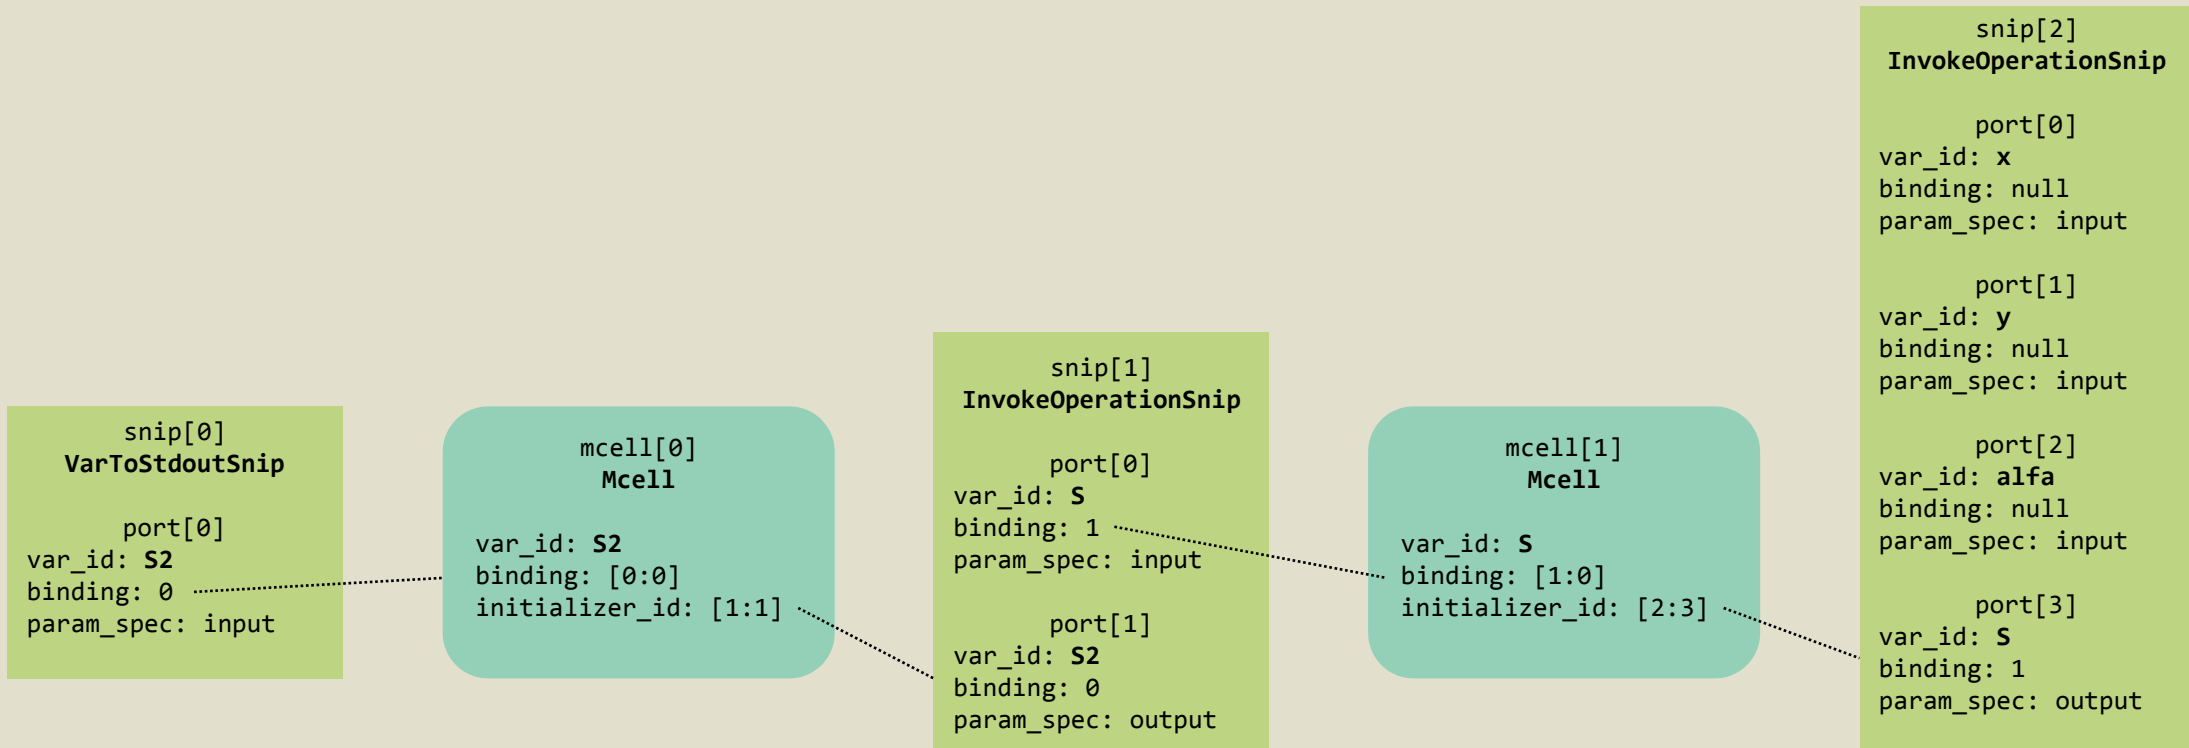 snip[0]
VarToStdoutSnip
port[0]
var_id: S2
binding: 0
param_spec: input
mcell[0]
Mcell
var_id: S2
binding: [0:0]
initializer_id: [1:1]
snip[1]
InvokeOperationSnip
port[0]
var_id: S
binding: 1
param_spec: input
port[1]
var_id: S2
binding: 0
param_spec: output
mcell[1]
Mcell
var_id: S
binding: [1:0]
initializer_id: [2:3]
snip[2]
InvokeOperationSnip
port[0]
var_id: x
binding: null
param_spec: input
port[1]
var_id: y
binding: null
param_spec: input
port[2]
var_id: alfa
binding: null
param_spec: input
port[3]
var_id: S
binding: 1
param_spec: output